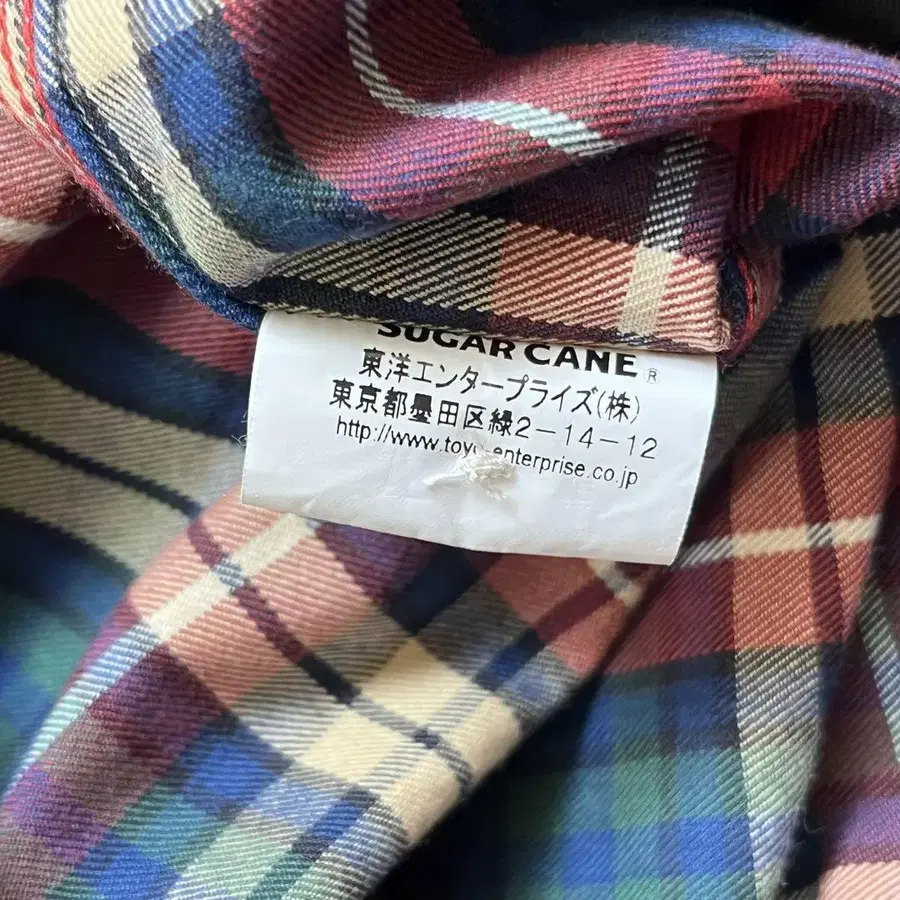 SUGAR CANE ®
東洋エンタープライズ(株)
東京都墨田区緑2-14-12
http://www.toyo-enterprise.co.jp